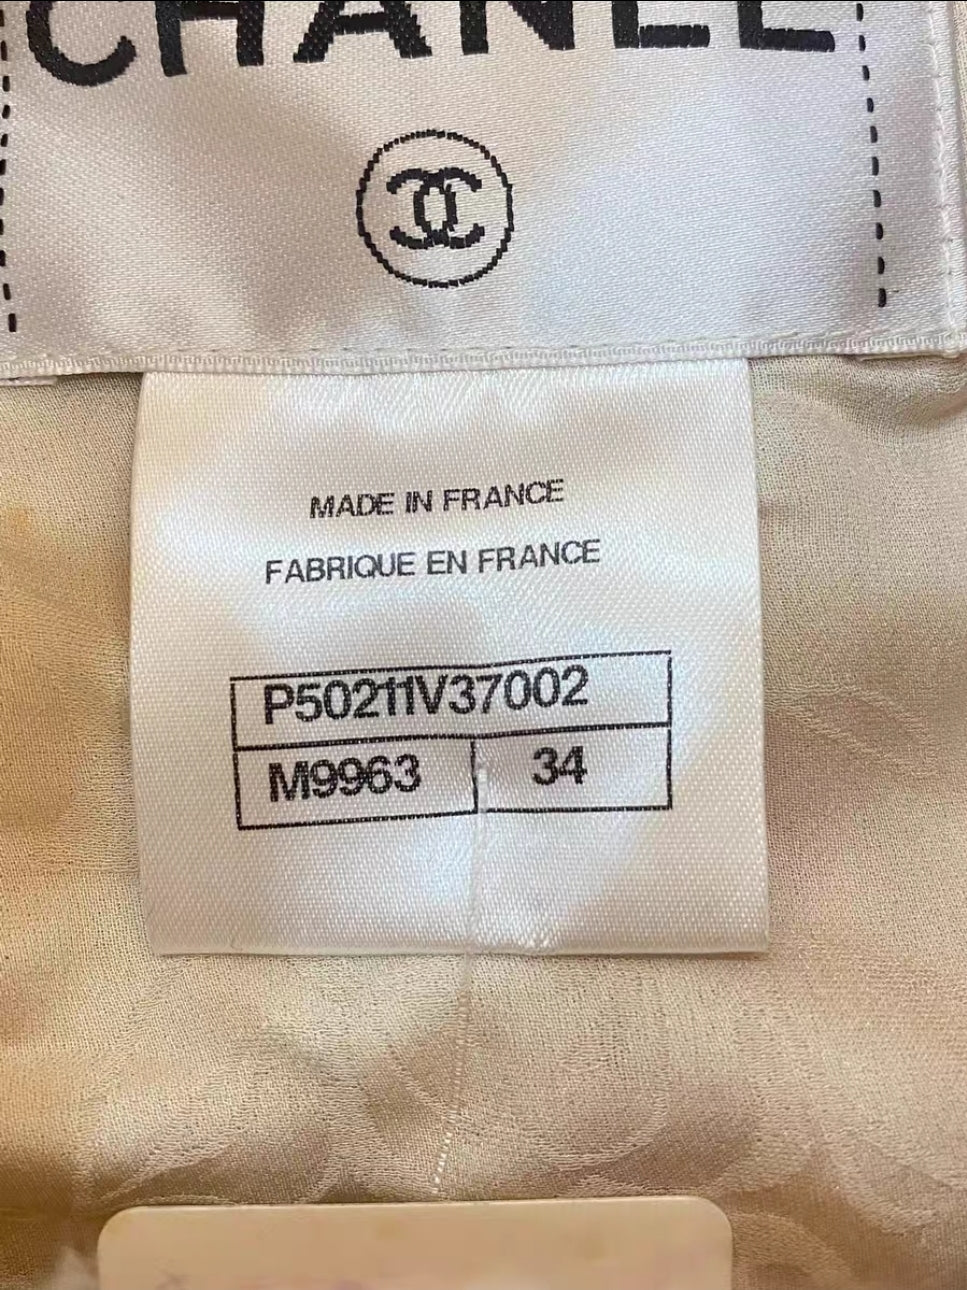 CHANEL
MADE IN FRANCE
FABRIQUE EN FRANCE
P50211V37002
M9963 34